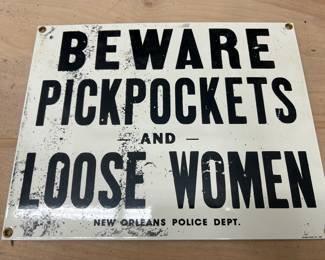 BEWARE
PICKPOCKETS
— AND —
LOOSE WOMEN
NEW ORLEANS POLICE DEPT.